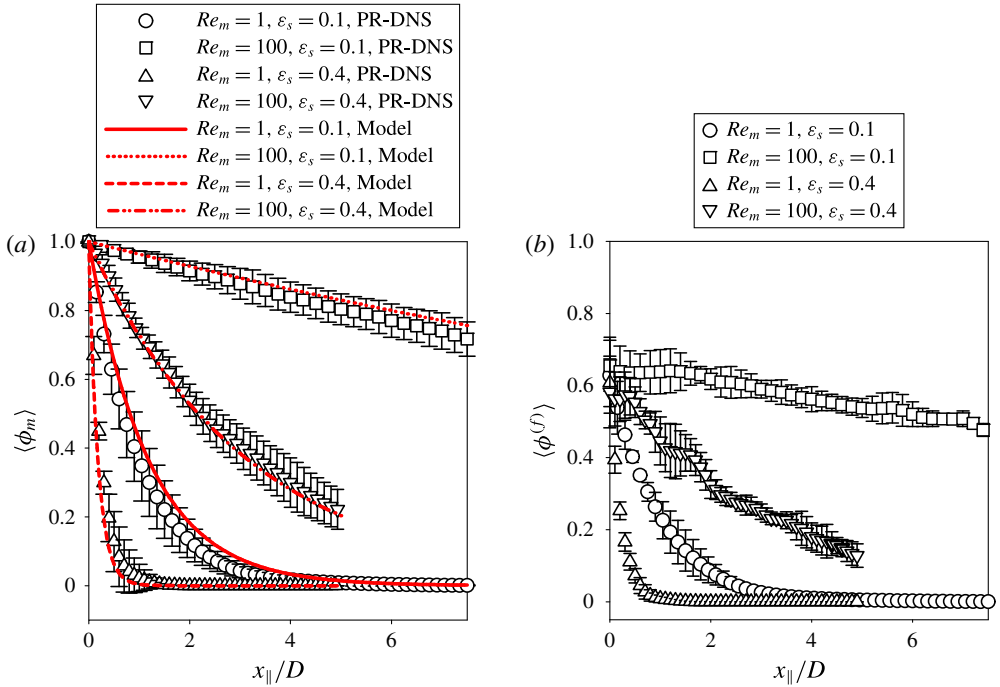 Re_m = 1, ε_s = 0.1, PR-DNS
Re_m = 100, ε_s = 0.1, PR-DNS
Re_m = 1, ε_s = 0.4, PR-DNS
Re_m = 100, ε_s = 0.4, PR-DNS
Re_m = 1, ε_s = 0.1, Model
Re_m = 100, ε_s = 0.1, Model
Re_m = 1, ε_s = 0.4, Model
Re_m = 100, ε_s = 0.4, Model
(a)
1.0
0.8
0.6
0.4
0.2
0
⟨ϕ_m⟩
0
2
4
6
x_∥/D
Re_m = 1, ε_s = 0.1
Re_m = 100, ε_s = 0.1
Re_m = 1, ε_s = 0.4
Re_m = 100, ε_s = 0.4
(b)
1.0
0.8
0.6
0.4
0.2
0
⟨ϕ^(f)⟩
0
2
4
6
x_∥/D